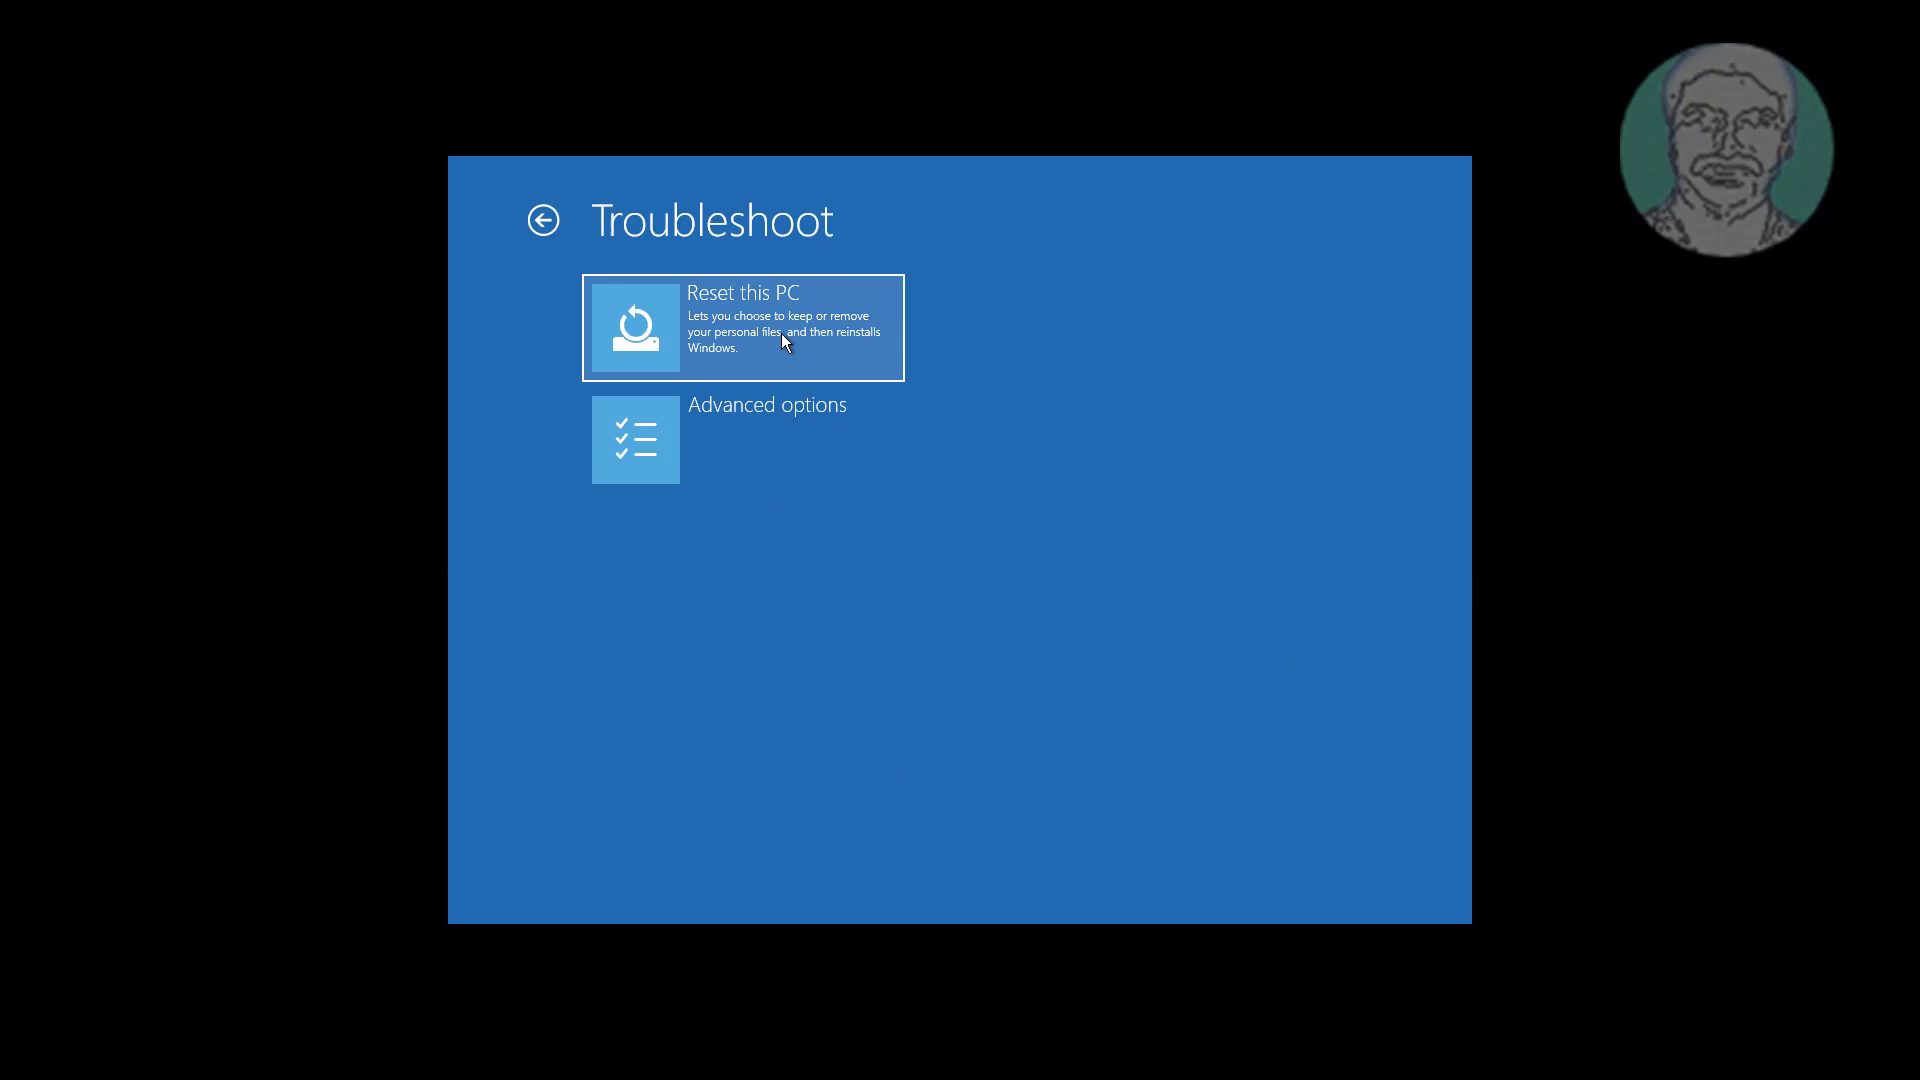 Troubleshoot
Reset this PC
Lets you choose to keep or remove
your personal files, and then reinstalls
Windows.
Advanced options